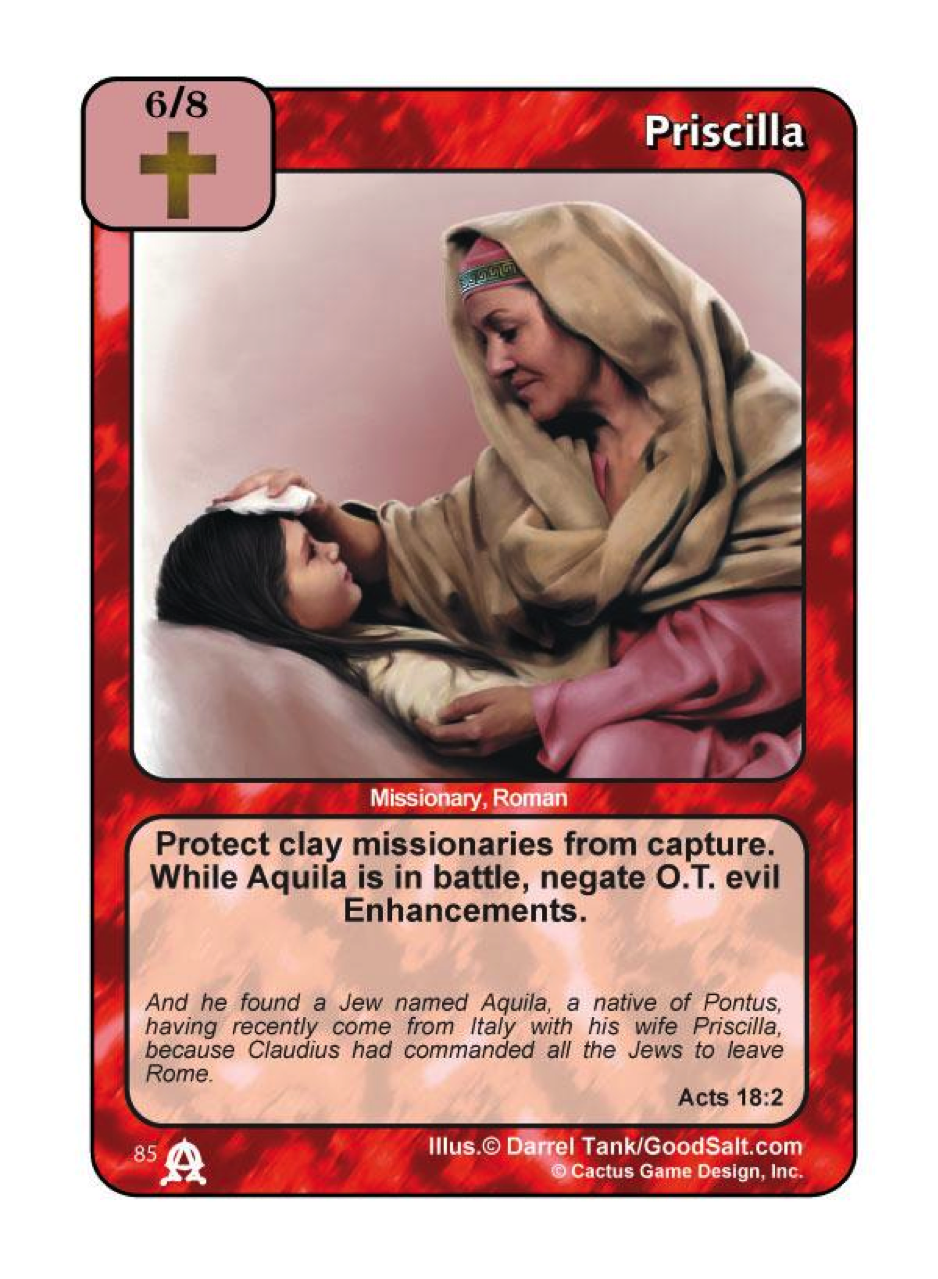 6/8
Priscilla
Missionary, Roman
Protect clay missionaries from capture.
While Aquila is in battle, negate O.T. evil
Enhancements.
And he found a Jew named Aquila, a native of Pontus,
having recently come from Italy with his wife Priscilla,
because Claudius had commanded all the Jews to leave
Rome.
Acts 18:2
85
Illus.© Darrel Tank/GoodSalt.com
© Cactus Game Design, Inc.